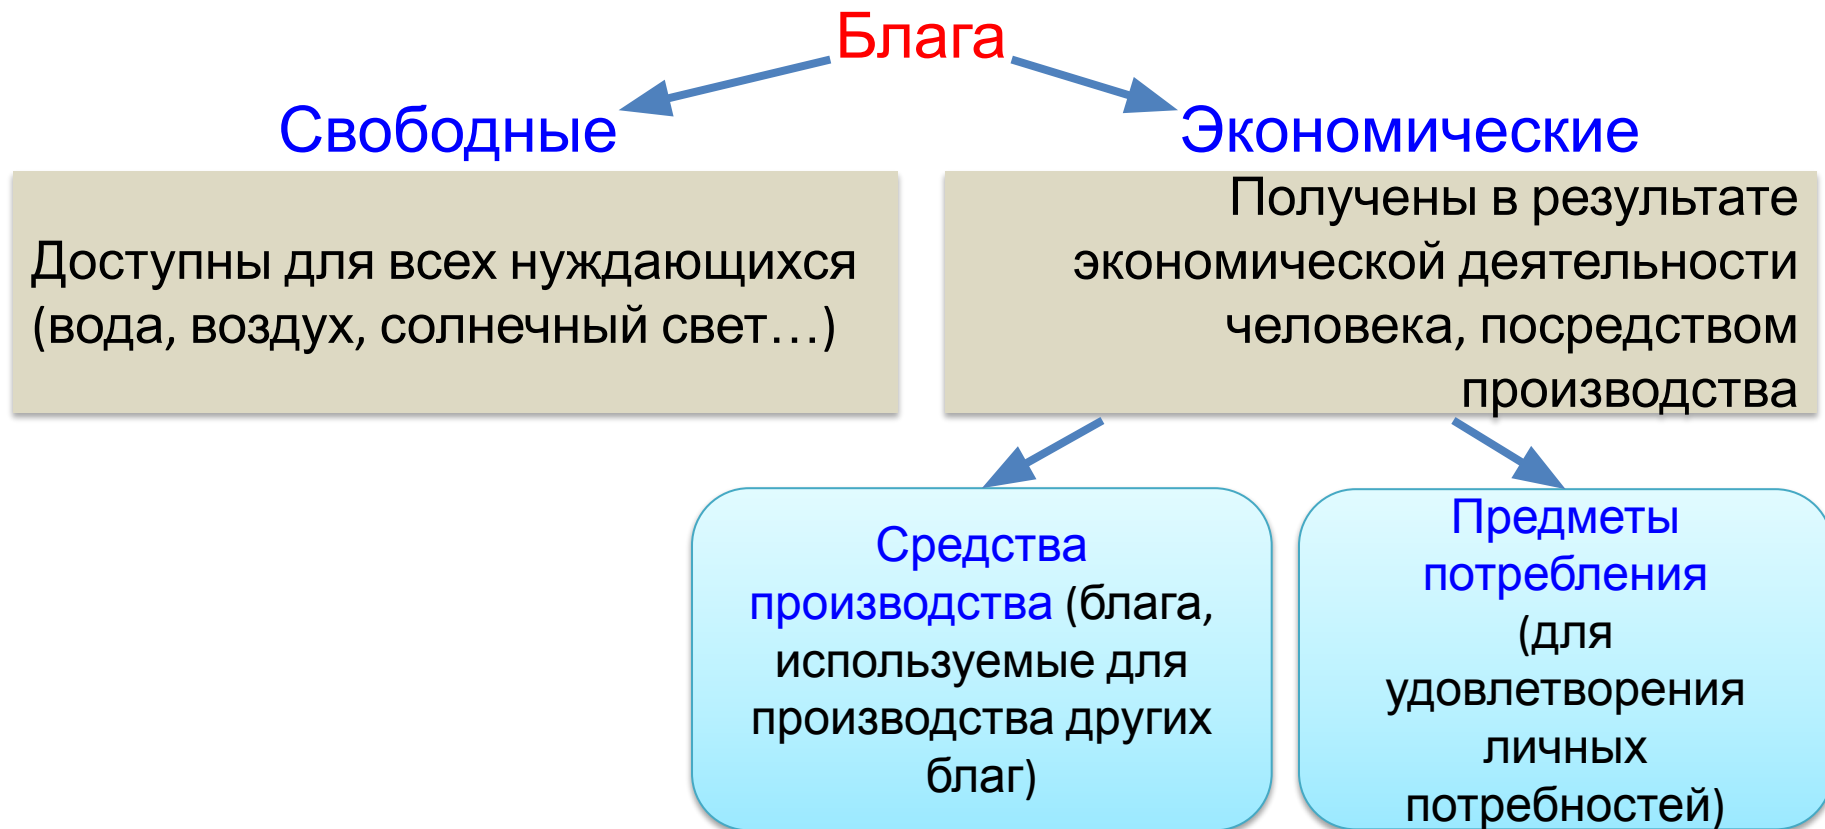 Блага
Свободные
Экономические
Доступны для всех нуждающихся
(вода, воздух, солнечный свет…)
Получены в результате
экономической деятельности
человека, посредством
производства
Средства
производства (блага,
используемые для
производства других
благ)
Предметы
потребления
(для
удовлетворения
личных
потребностей)